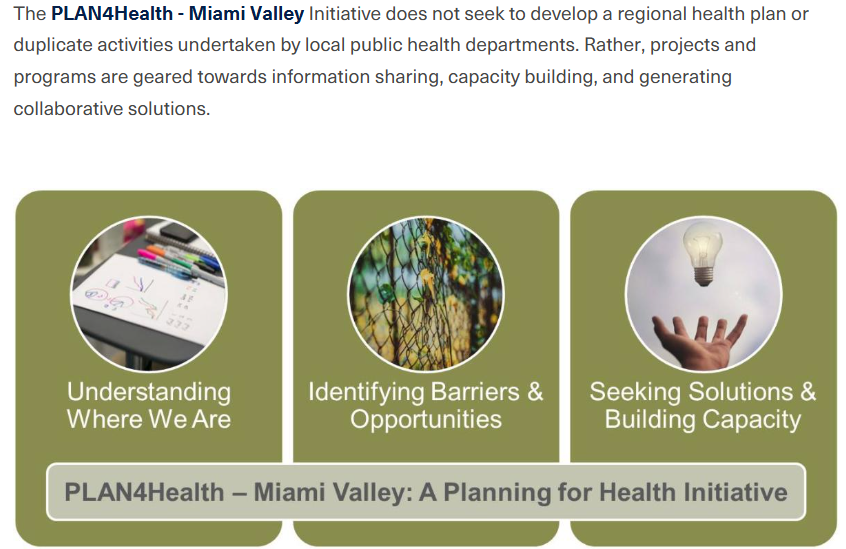 The PLAN4Health - Miami Valley Initiative does not seek to develop a regional health plan or
duplicate activities undertaken by local public health departments. Rather, projects and
programs are geared towards information sharing, capacity building, and generating
collaborative solutions.
Understanding
Where We Are
Identifying Barriers &
Opportunities
Seeking Solutions &
Building Capacity
PLAN4Health – Miami Valley: A Planning for Health Initiative